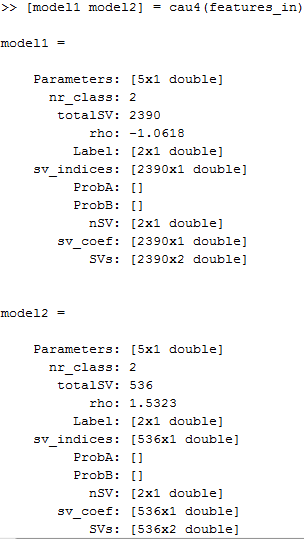 >> [model1 model2] = cau4(features_in)
model1 =
Parameters: [5x1 double]
nr_class: 2
totalSV: 2390
rho: -1.0618
Label: [2x1 double]
sv_indices: [2390x1 double]
ProbA: []
ProbB: []
nSV: [2x1 double]
sv_coef: [2390x1 double]
SVs: [2390x2 double]
model2 =
Parameters: [5x1 double]
nr_class: 2
totalSV: 536
rho: 1.5323
Label: [2x1 double]
sv_indices: [536x1 double]
ProbA: []
ProbB: []
nSV: [2x1 double]
sv_coef: [536x1 double]
SVs: [536x2 double]